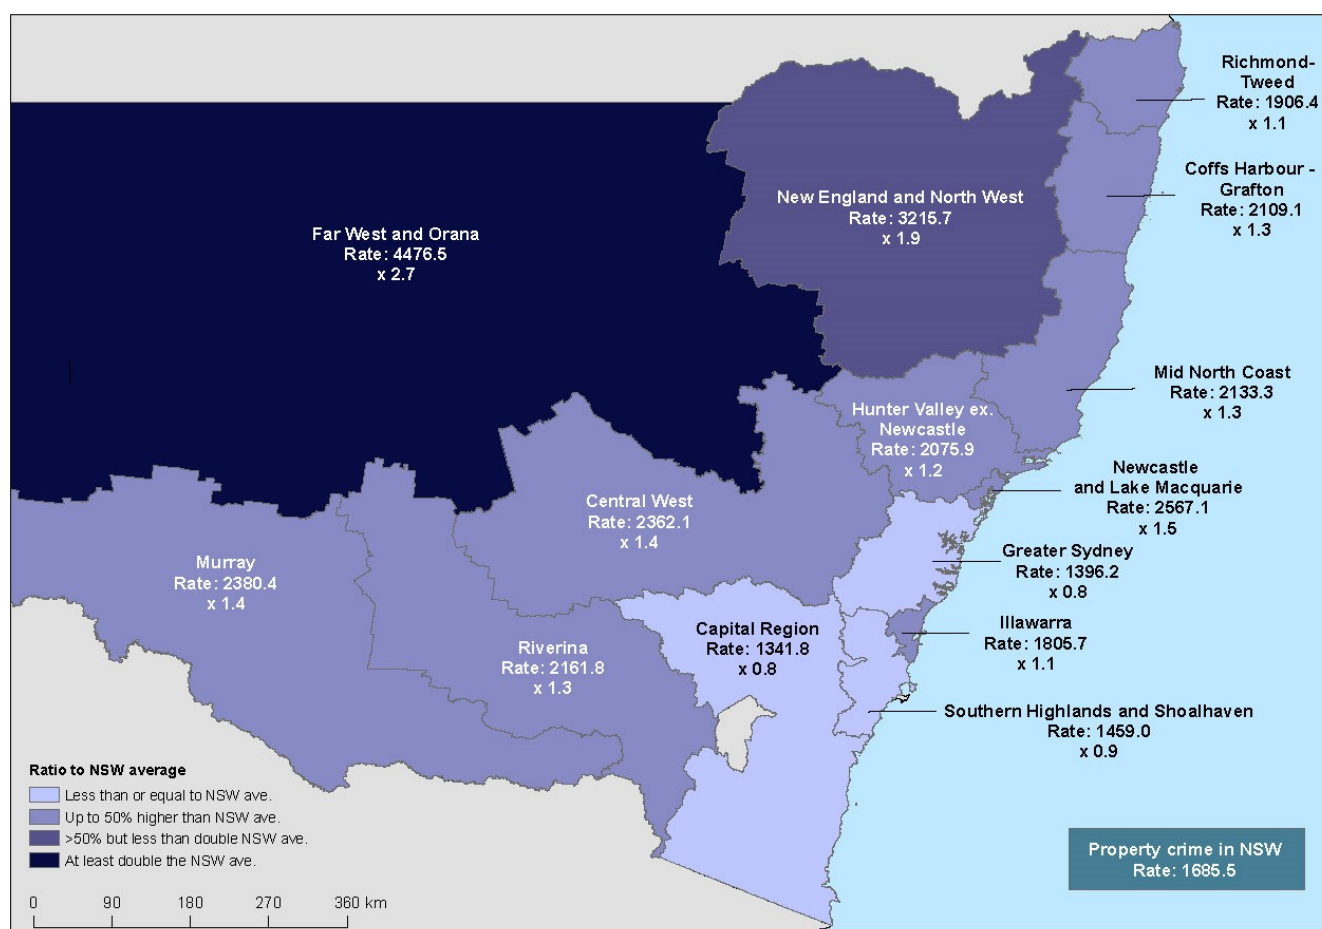 Richmond-
Tweed
Rate: 1906.4
x 1.1
Coffs Harbour -
Grafton
Rate: 2109.1
x 1.3
New England and North West
Rate: 3215.7
x 1.9
Far West and Orana
Rate: 4476.5
x 2.7
Mid North Coast
Rate: 2133.3
x 1.3
Hunter Valley ex.
Newcastle
Rate: 2075.9
x 1.2
Newcastle
and Lake Macquarie
Rate: 2567.1
x 1.5
Central West
Rate: 2362.1
x 1.4
Greater Sydney
Rate: 1396.2
x 0.8
Murray
Rate: 2380.4
x 1.4
Illawarra
Rate: 1805.7
x 1.1
Capital Region
Rate: 1341.8
x 0.8
Riverina
Rate: 2161.8
x 1.3
Southern Highlands and Shoalhaven
Rate: 1459.0
x 0.9
Ratio to NSW average
Less than or equal to NSW ave.
Up to 50% higher than NSW ave.
>50% but less than double NSW ave.
At least double the NSW ave.
0 90 180 270 360 km
Property crime in NSW
Rate: 1685.5